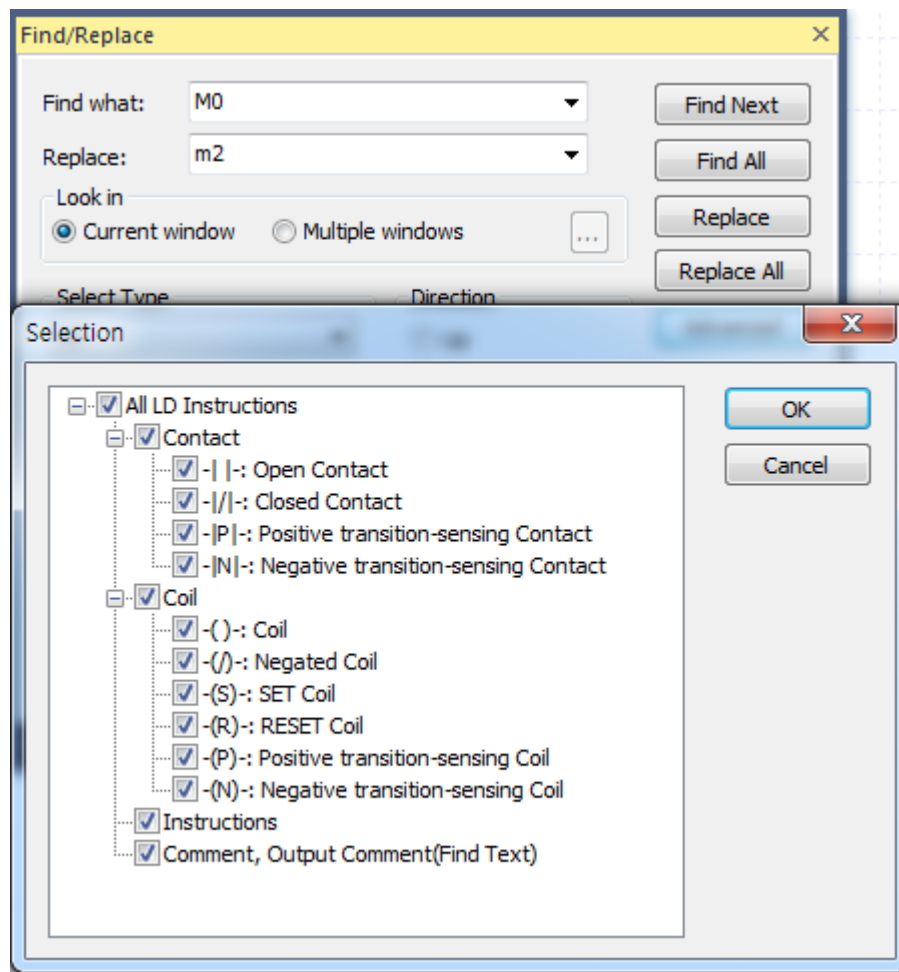 Find/Replace
Find what: M0 Find Next
Replace: m2 Find All
Look in
Current window Multiple windows ... Replace
Replace All
Select Type Direction
Selection
All LD Instructions OK
Contact
-| |-: Open Contact Cancel
-|/|-: Closed Contact
-|P|-: Positive transition-sensing Contact
-|N|-: Negative transition-sensing Contact
Coil
-( )-: Coil
-(/)-: Negated Coil
-(S)-: SET Coil
-(R)-: RESET Coil
-(P)-: Positive transition-sensing Coil
-(N)-: Negative transition-sensing Coil
Instructions
Comment, Output Comment(Find Text)